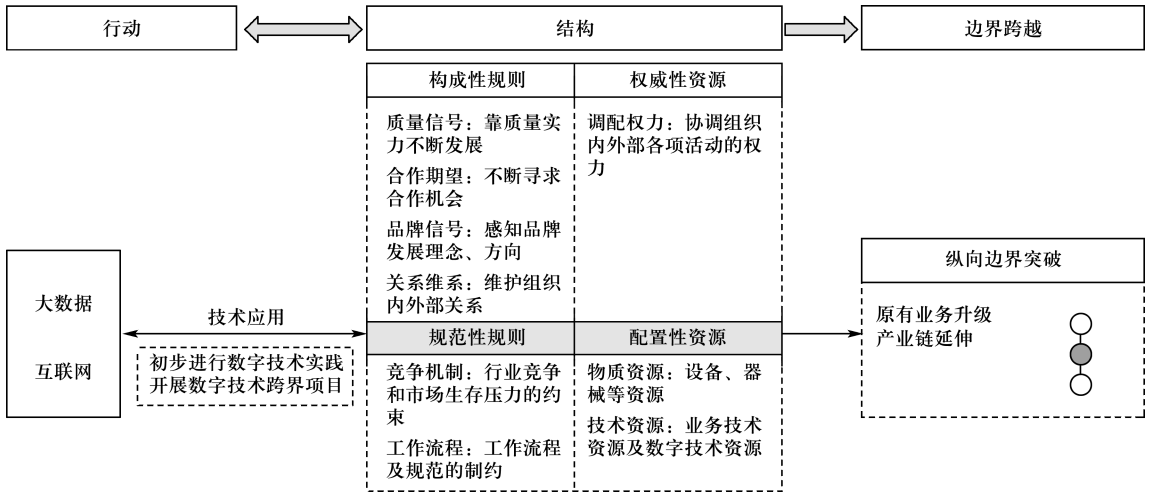 行动
结构
边界跨越
大数据
互联网
技术应用
初步进行数字技术实践
开展数字技术跨界项目
构成性规则
质量信号：靠质量实
力不断发展
合作期望：不断寻求
合作机会
品牌信号：感知品牌
发展理念、方向
关系维系：维护组织
内外部关系
权威性资源
调配权力：协调组织
内外部各项活动的权
力
规范性规则
竞争机制：行业竞争
和市场生存压力的约
束
工作流程：工作流程
及规范的制约
配置性资源
物质资源：设备、器
械等资源
技术资源：业务技术
资源及数字技术资源
纵向边界突破
原有业务升级
产业链延伸